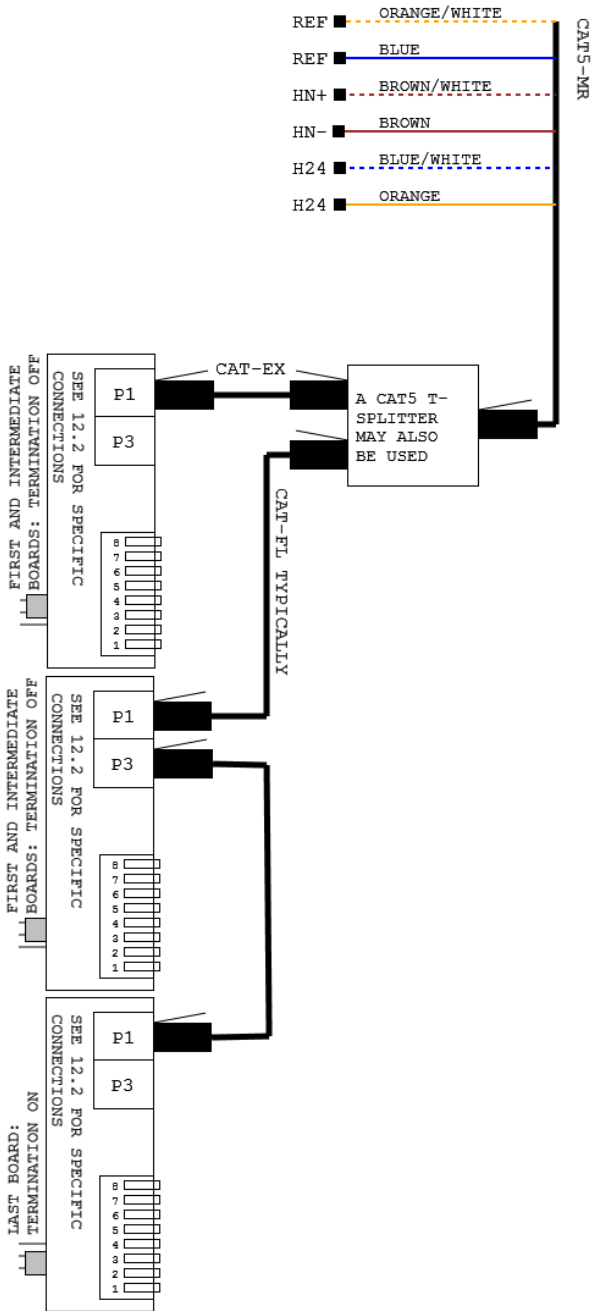 ORANGE/WHITE
REF
BLUE
REF
BROWN/WHITE
HN+
BROWN
HN-
BLUE/WHITE
H24
ORANGE
H24
CAT5-MR
CAT-EX
A CAT5 T-
SPLITTER
MAY ALSO
BE USED
CAT-FL TYPICALLY
P1
P3
SEE 12.2 FOR SPECIFIC
CONNECTIONS
8
7
6
5
4
3
2
1
FIRST AND INTERMEDIATE
BOARDS: TERMINATION OFF
P1
P3
SEE 12.2 FOR SPECIFIC
CONNECTIONS
8
7
6
5
4
3
2
1
FIRST AND INTERMEDIATE
BOARDS: TERMINATION OFF
P1
P3
SEE 12.2 FOR SPECIFIC
CONNECTIONS
8
7
6
5
4
3
2
1
LAST BOARD:
TERMINATION ON